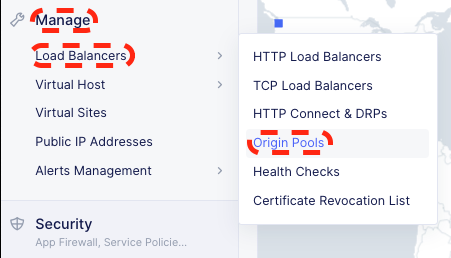 Manage
Load Balancers
Virtual Host
Virtual Sites
Public IP Addresses
Alerts Management
Security
App Firewall, Service Policie...
HTTP Load Balancers
TCP Load Balancers
HTTP Connect & DRPs
Origin Pools
Health Checks
Certificate Revocation List